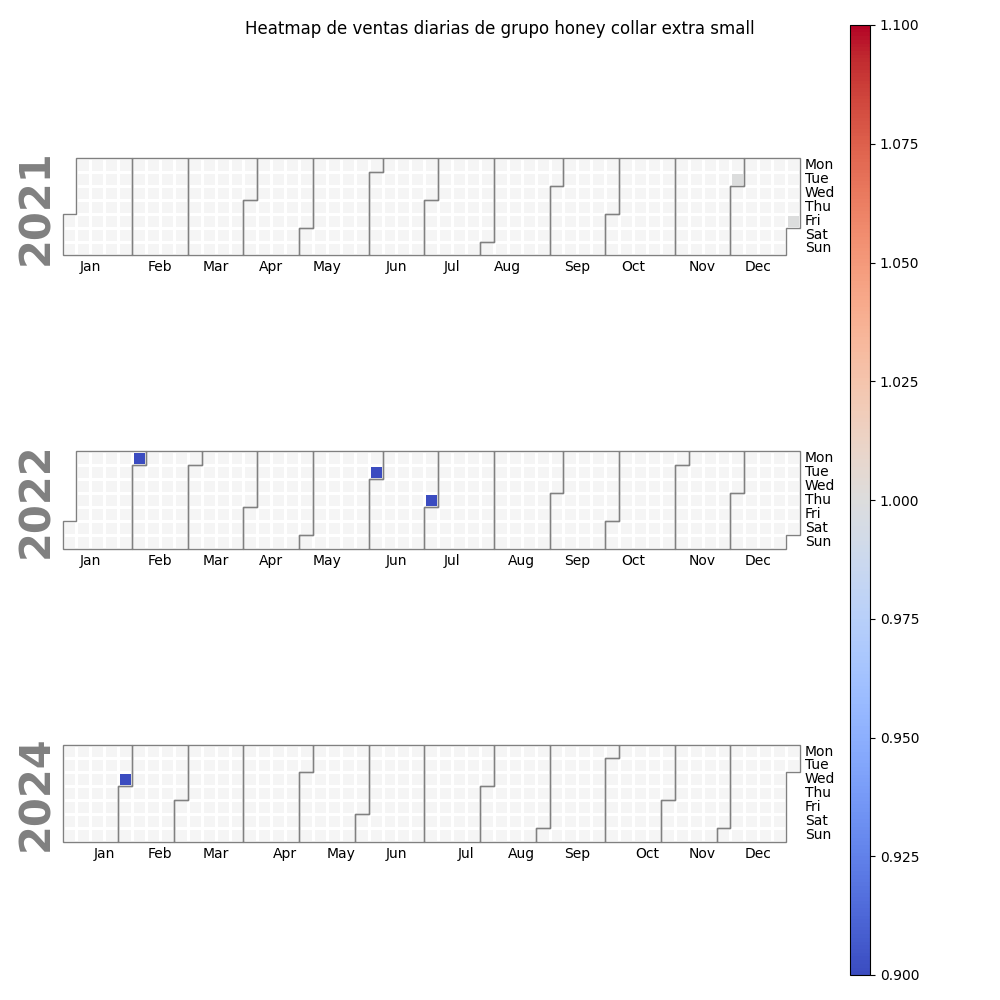 Heatmap de ventas diarias de grupo honey collar extra small
2021
Mon
Tue
Wed
Thu
Fri
Sat
Sun
Jan Feb Mar Apr May Jun Jul Aug Sep Oct Nov Dec
2022
Mon
Tue
Wed
Thu
Fri
Sat
Sun
Jan Feb Mar Apr May Jun Jul Aug Sep Oct Nov Dec
2024
Mon
Tue
Wed
Thu
Fri
Sat
Sun
Jan Feb Mar Apr May Jun Jul Aug Sep Oct Nov Dec
1.100
1.075
1.050
1.025
1.000
0.975
0.950
0.925
0.900